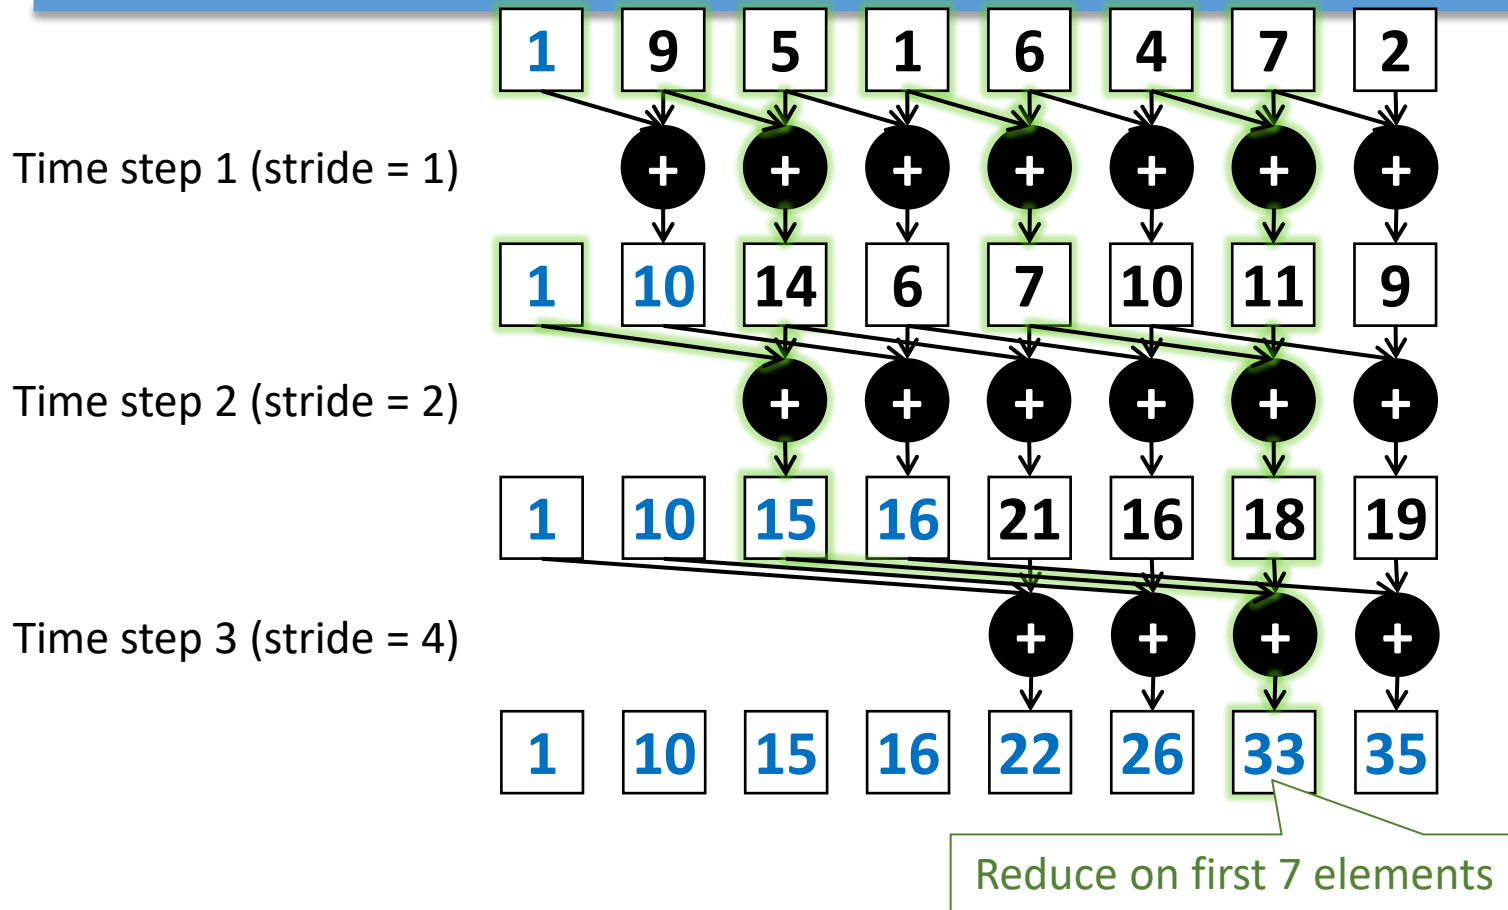 1 9 5 1 6 4 7 2
Time step 1 (stride = 1) + + + + + + +
1 10 14 6 7 10 11 9
Time step 2 (stride = 2) + + + + + +
1 10 15 16 21 16 18 19
Time step 3 (stride = 4) + + + +
1 10 15 16 22 26 33 35
Reduce on first 7 elements